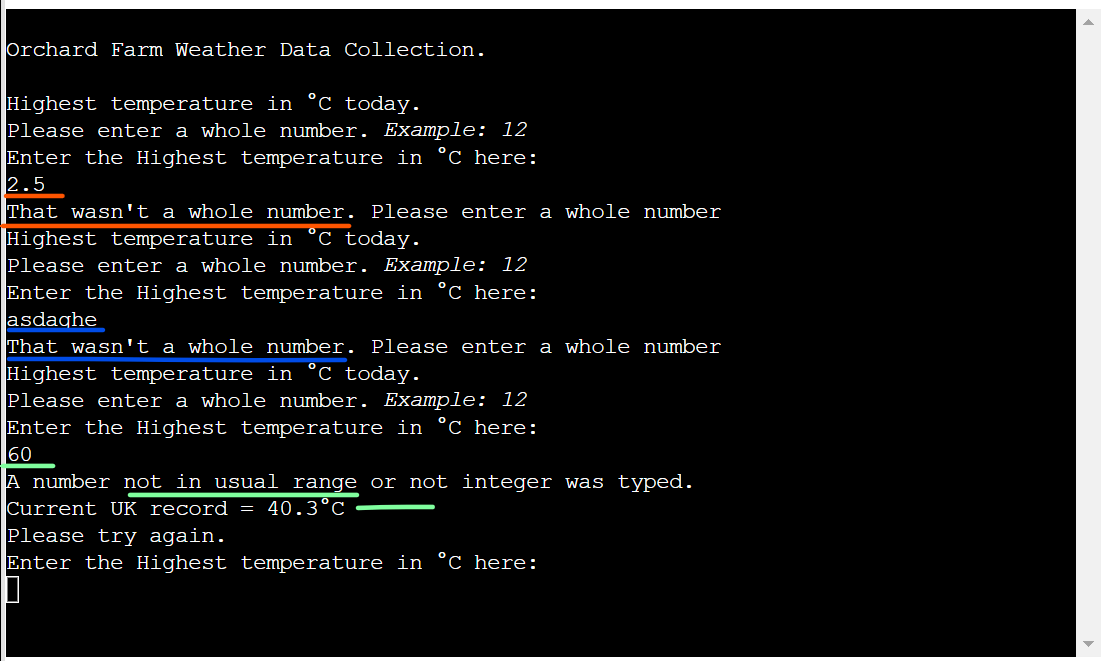 Orchard Farm Weather Data Collection.
Highest temperature in °C today.
Please enter a whole number. Example: 12
Enter the Highest temperature in °C here:
2.5
That wasn't a whole number. Please enter a whole number
Highest temperature in °C today.
Please enter a whole number. Example: 12
Enter the Highest temperature in °C here:
asdaghe
That wasn't a whole number. Please enter a whole number
Highest temperature in °C today.
Please enter a whole number. Example: 12
Enter the Highest temperature in °C here:
60
A number not in usual range or not integer was typed.
Current UK record = 40.3°C
Please try again.
Enter the Highest temperature in °C here: